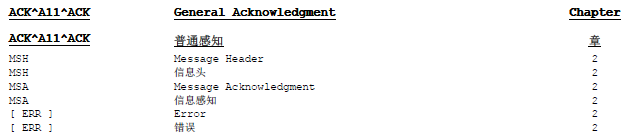 ACK^A11^ACK General Acknowledgment Chapter
ACK^A11^ACK 普通感知 章
MSH Message Header 2
MSH 信息头 2
MSA Message Acknowledgment 2
MSA 信息感知 2
[ ERR ] Error 2
[ ERR ] 错误 2